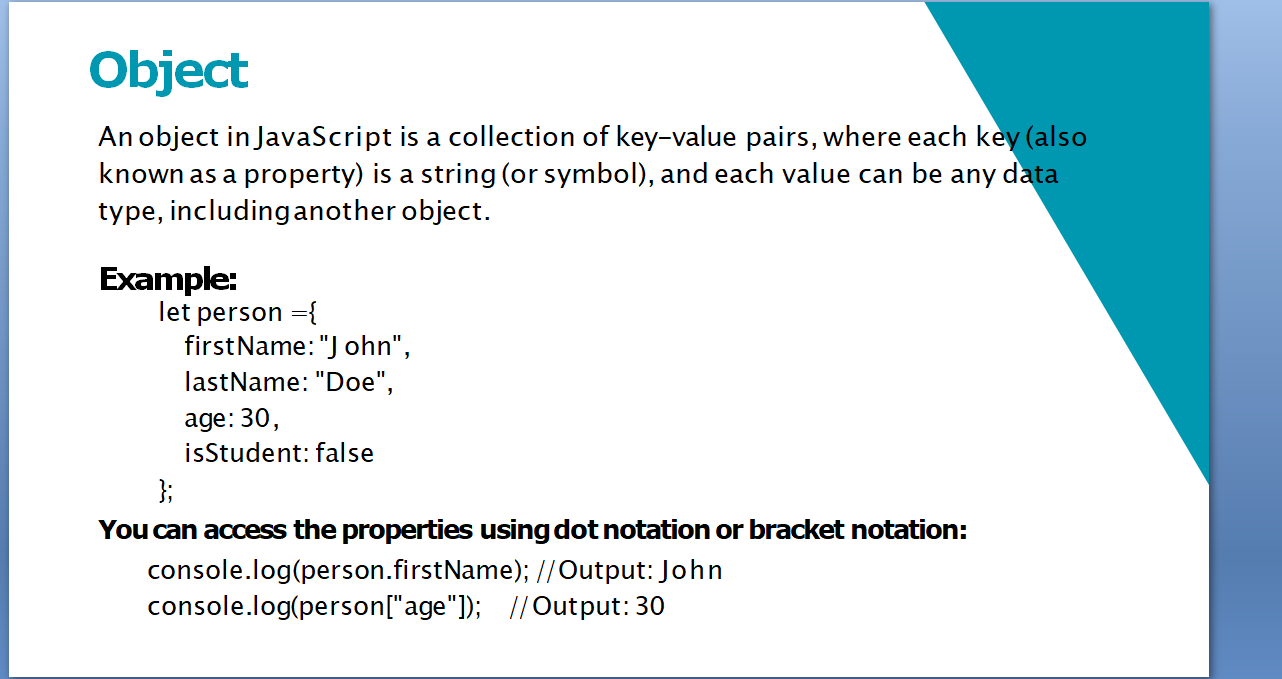 Object
An object in JavaScript is a collection of key-value pairs, where each key (also
known as a property) is a string (or symbol), and each value can be any data
type, including another object.
Example:
let person ={
firstName: "John",
lastName: "Doe",
age: 30,
isStudent: false
};
You can access the properties using dot notation or bracket notation:
console.log(person.firstName); //Output: John
console.log(person["age"]); //Output: 30